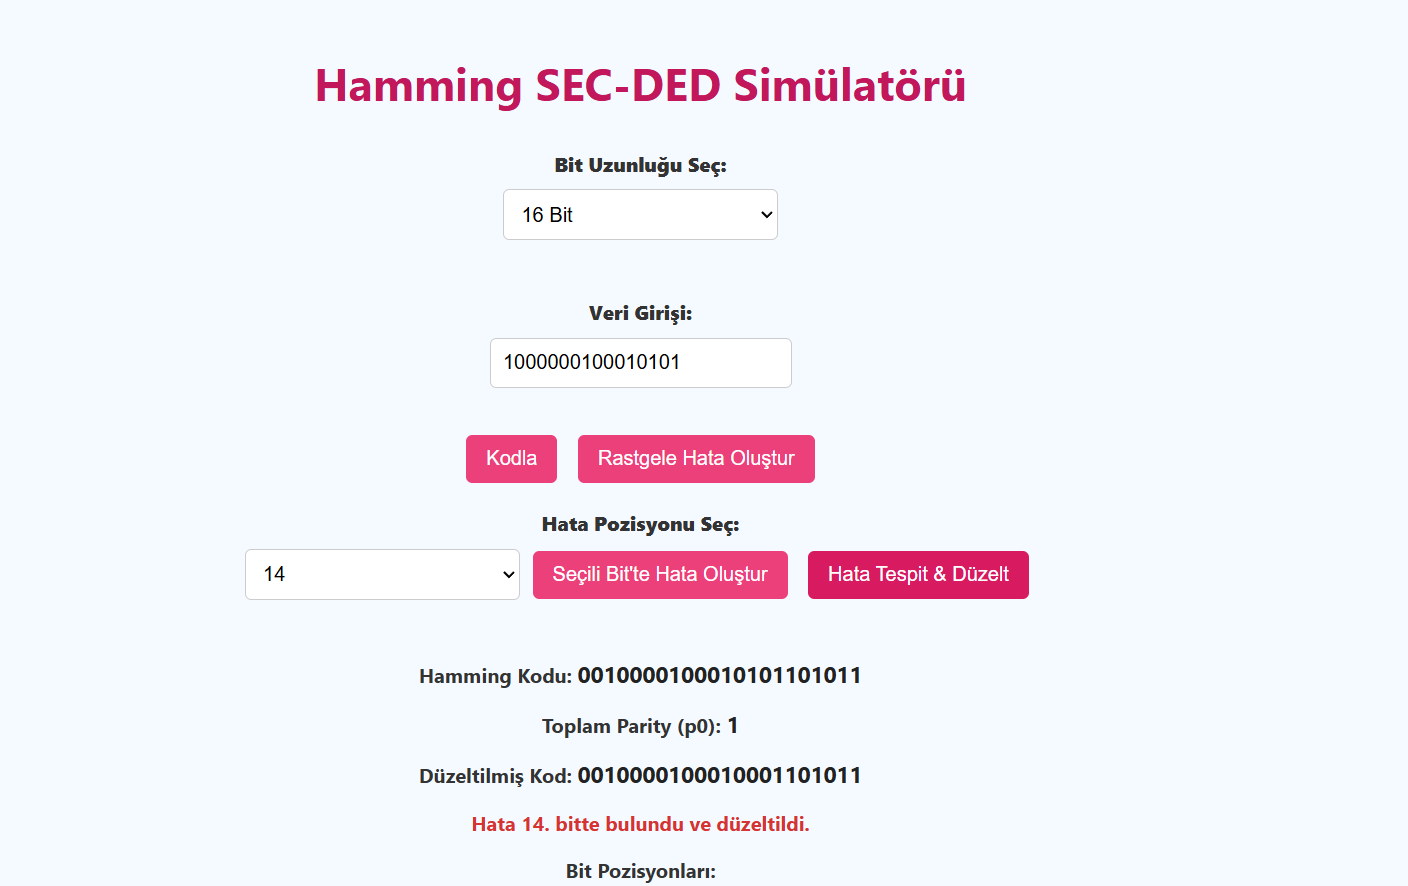 Hamming SEC-DED Simülatörü
Bit Uzunluğu Seç:
16 Bit
Veri Girişi:
1000000100010101
Kodla Rastgele Hata Oluştur
Hata Pozisyonu Seç:
14 Seçili Bit'te Hata Oluştur Hata Tespit & Düzelt
Hamming Kodu: 0010000100010101101011
Toplam Parity (p0): 1
Düzeltilmiş Kod: 0010000100010001101011
Hata 14. bitte bulundu ve düzeltildi.
Bit Pozisyonları: